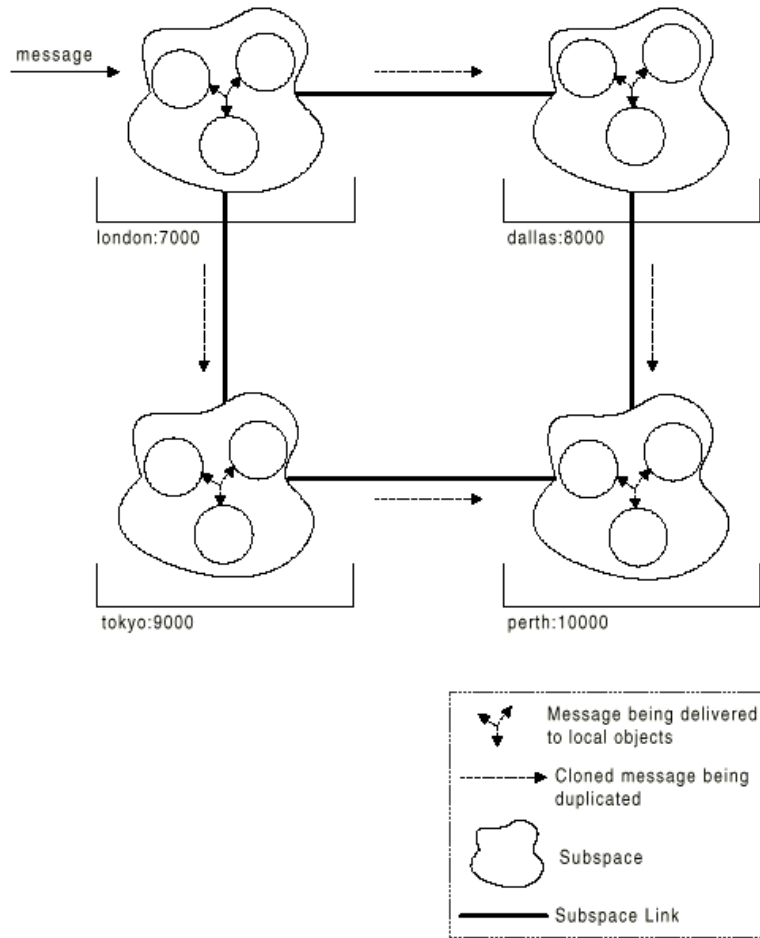 message
london:7000
dallas:8000
tokyo:9000
perth:10000
Message being delivered
to local objects
Cloned message being
duplicated
Subspace
Subspace Link